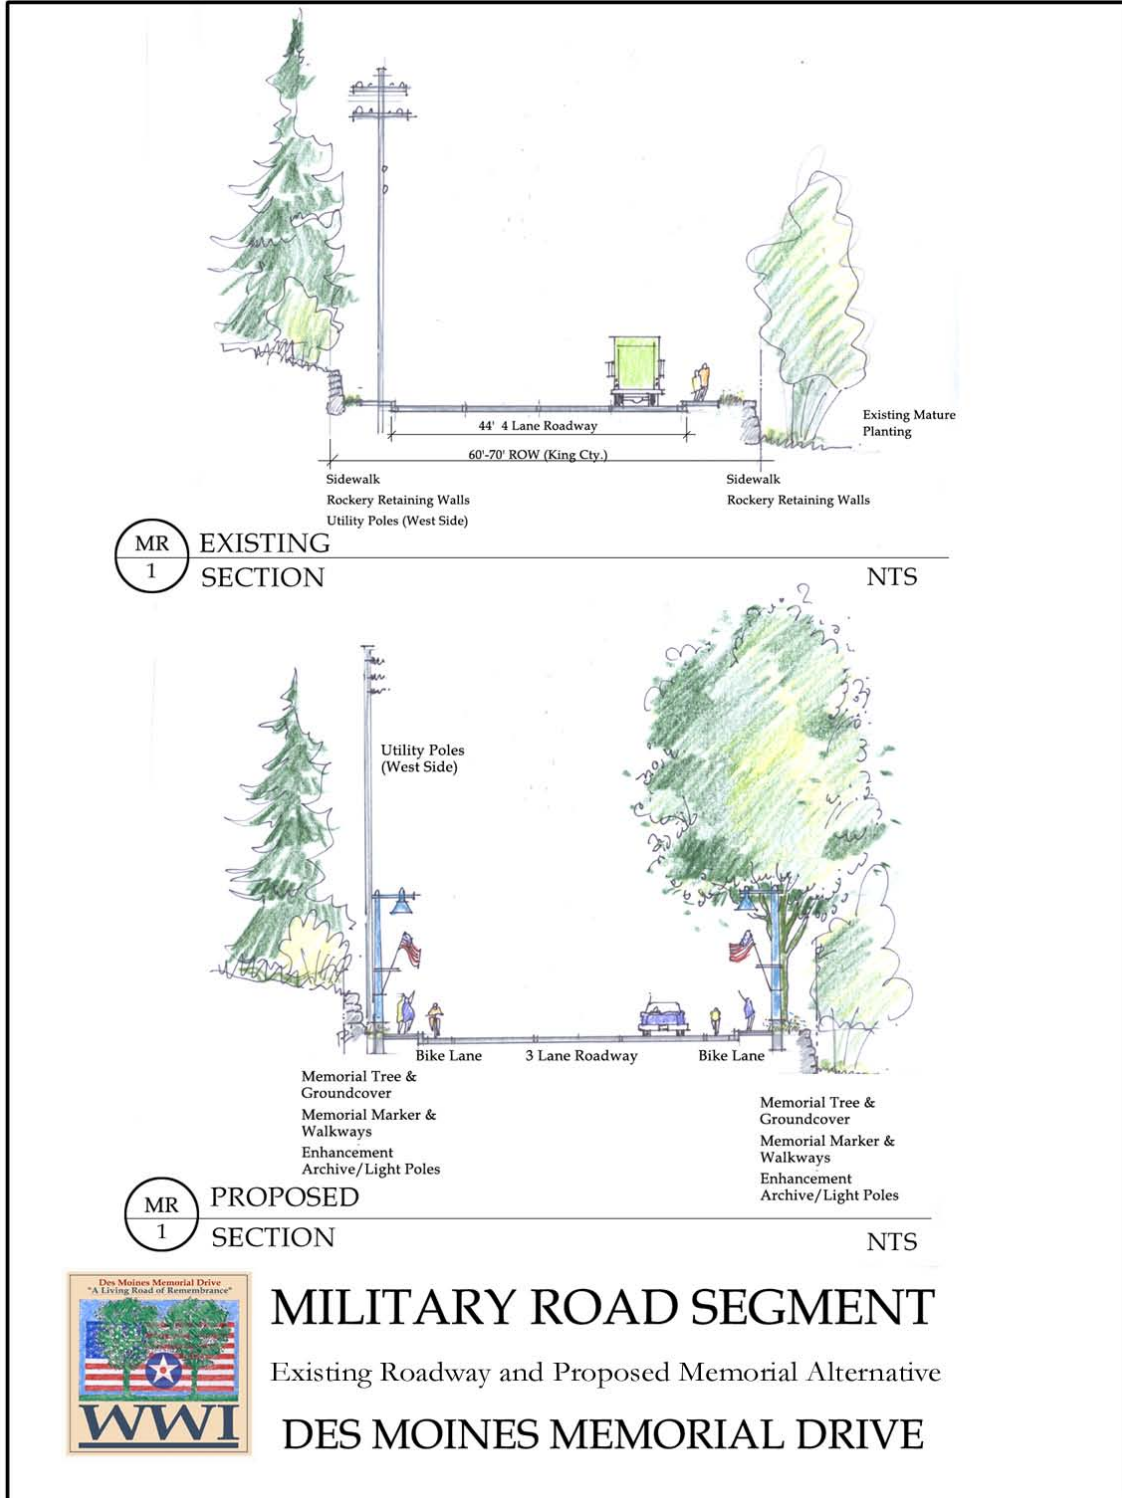 44' 4 Lane Roadway
Existing Mature
Planting
60'-70' ROW (King Cty.)
Sidewalk
Rockery Retaining Walls
Utility Poles (West Side)
Sidewalk
Rockery Retaining Walls
MR
1
EXISTING
SECTION
NTS
Utility Poles
(West Side)
Bike Lane
3 Lane Roadway
Bike Lane
Memorial Tree &
Groundcover
Memorial Marker &
Walkways
Enhancement
Archive/Light Poles
Memorial Tree &
Groundcover
Memorial Marker &
Walkways
Enhancement
Archive/Light Poles
MR
1
PROPOSED
SECTION
NTS
Des Moines Memorial Drive
"A Living Road of Remembrance"
WWI
MILITARY ROAD SEGMENT
Existing Roadway and Proposed Memorial Alternative
DES MOINES MEMORIAL DRIVE